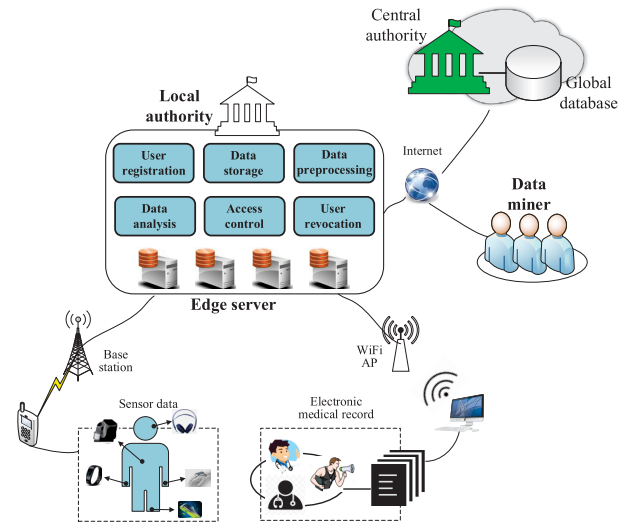 Central
authority
Global
database
Local
authority
User
registration
Data
storage
Data
preprocessing
Internet
Data
miner
Data
analysis
Access
control
User
revocation
Edge server
Base
station
WiFi
AP
Sensor data
Electronic
medical record